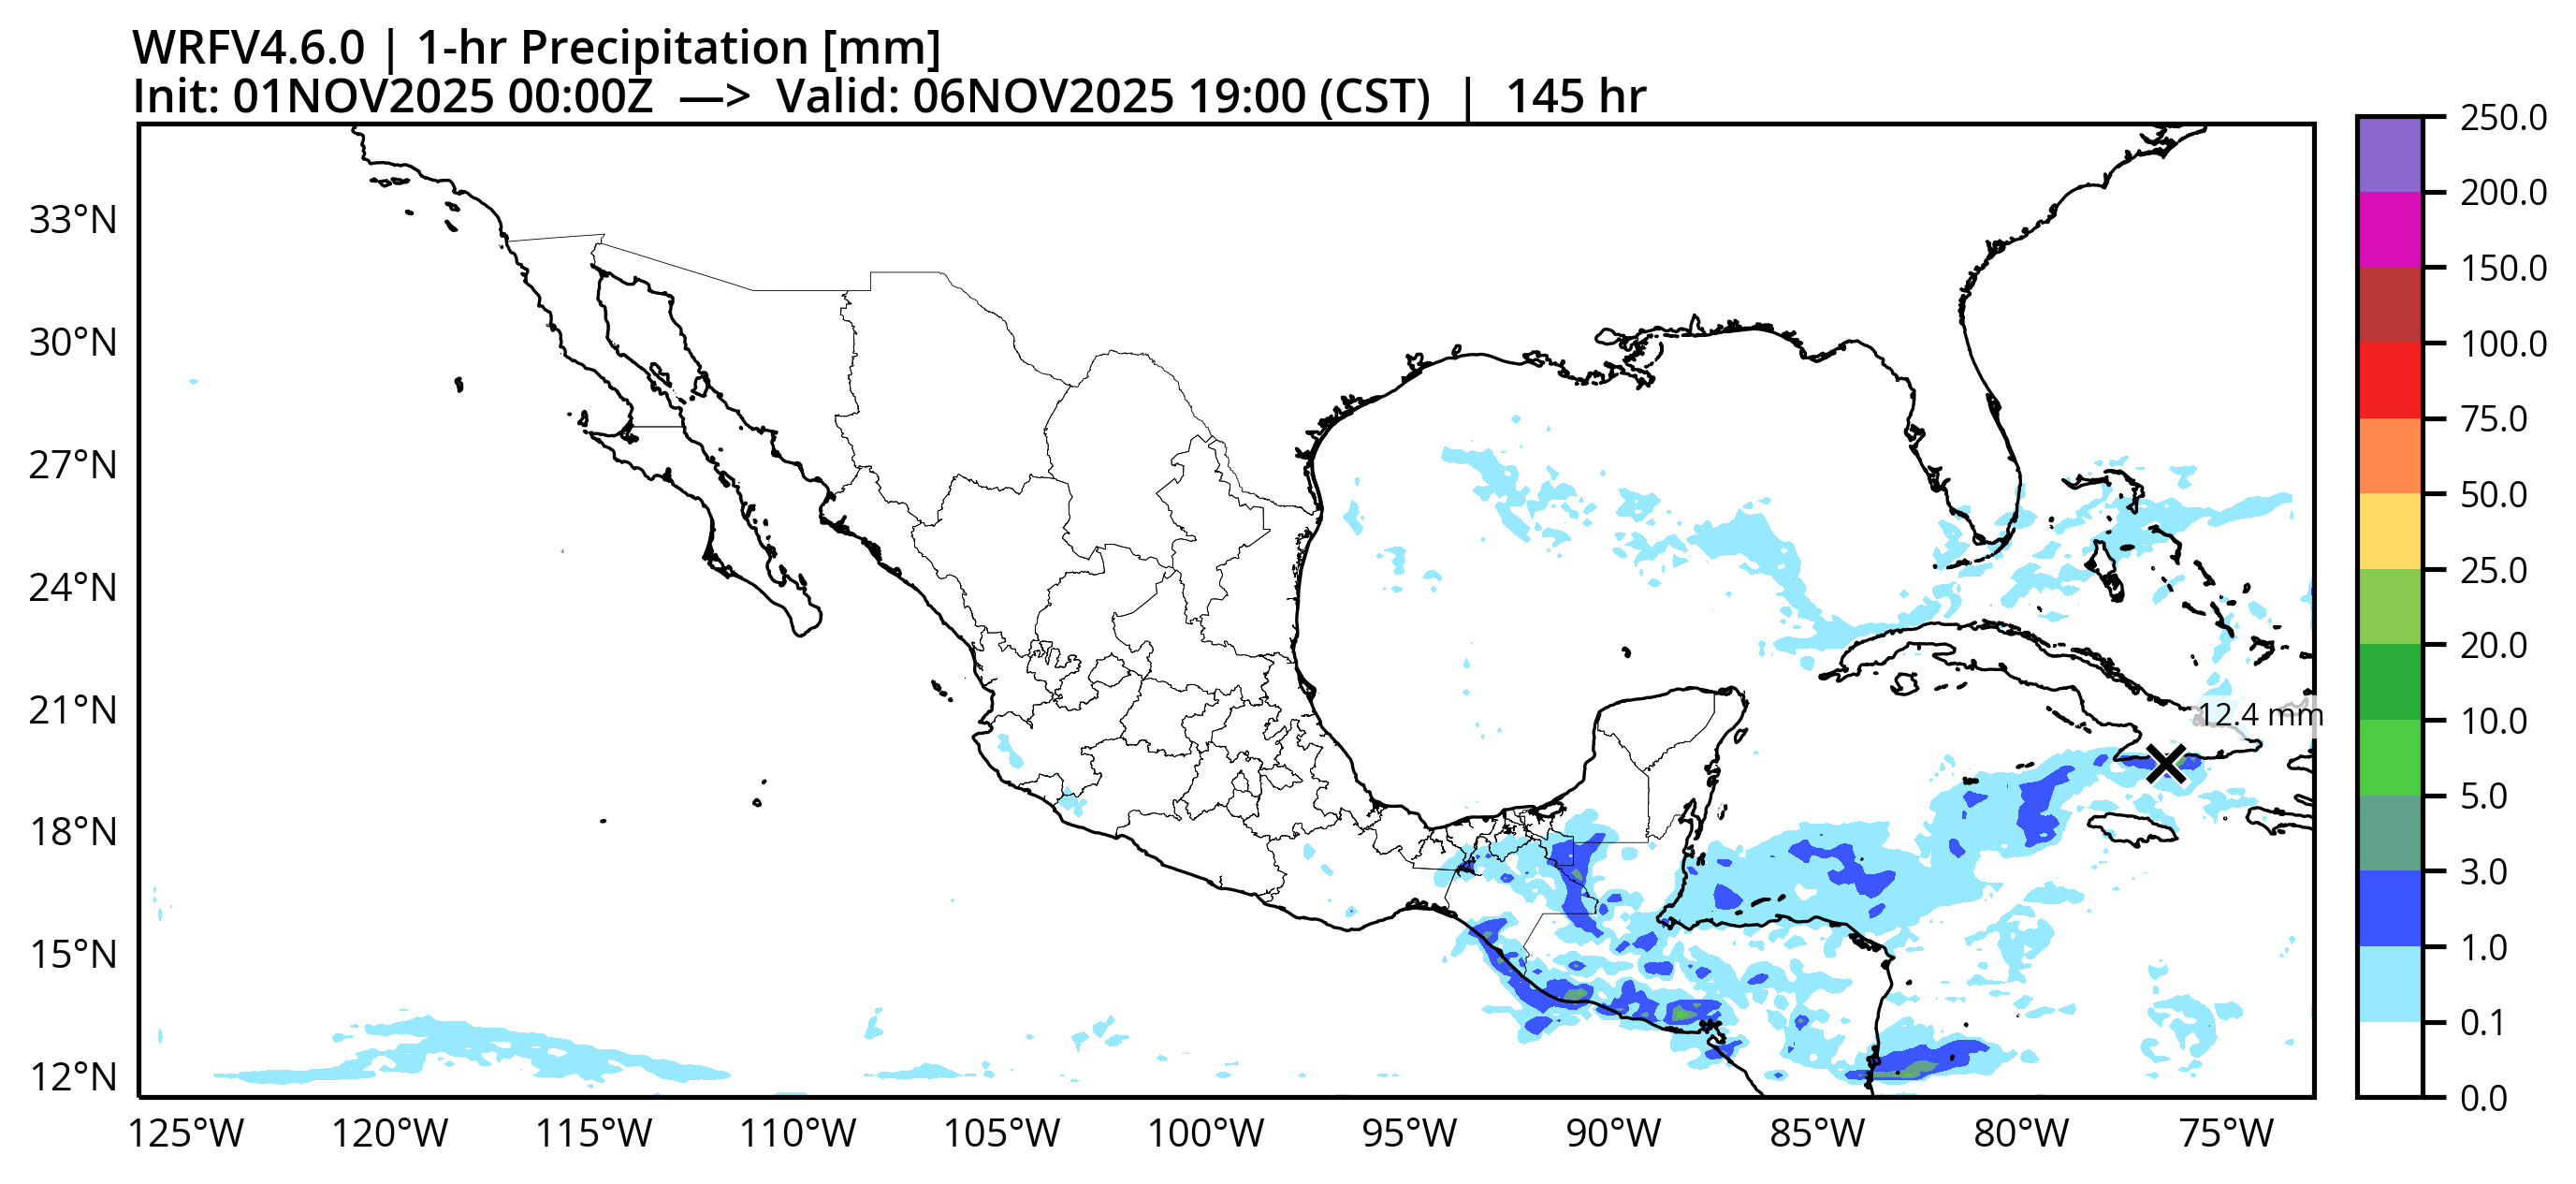 WRFV4.6.0 | 1-hr Precipitation [mm]
Init: 01NOV2025 00:00Z —> Valid: 06NOV2025 19:00 (CST) | 145 hr
33°N
30°N
27°N
24°N
21°N
18°N
15°N
12°N
125°W 120°W 115°W 110°W 105°W 100°W 95°W 90°W 85°W 80°W 75°W
12.4 mm
250.0
200.0
150.0
100.0
75.0
50.0
25.0
20.0
10.0
5.0
3.0
1.0
0.1
0.0